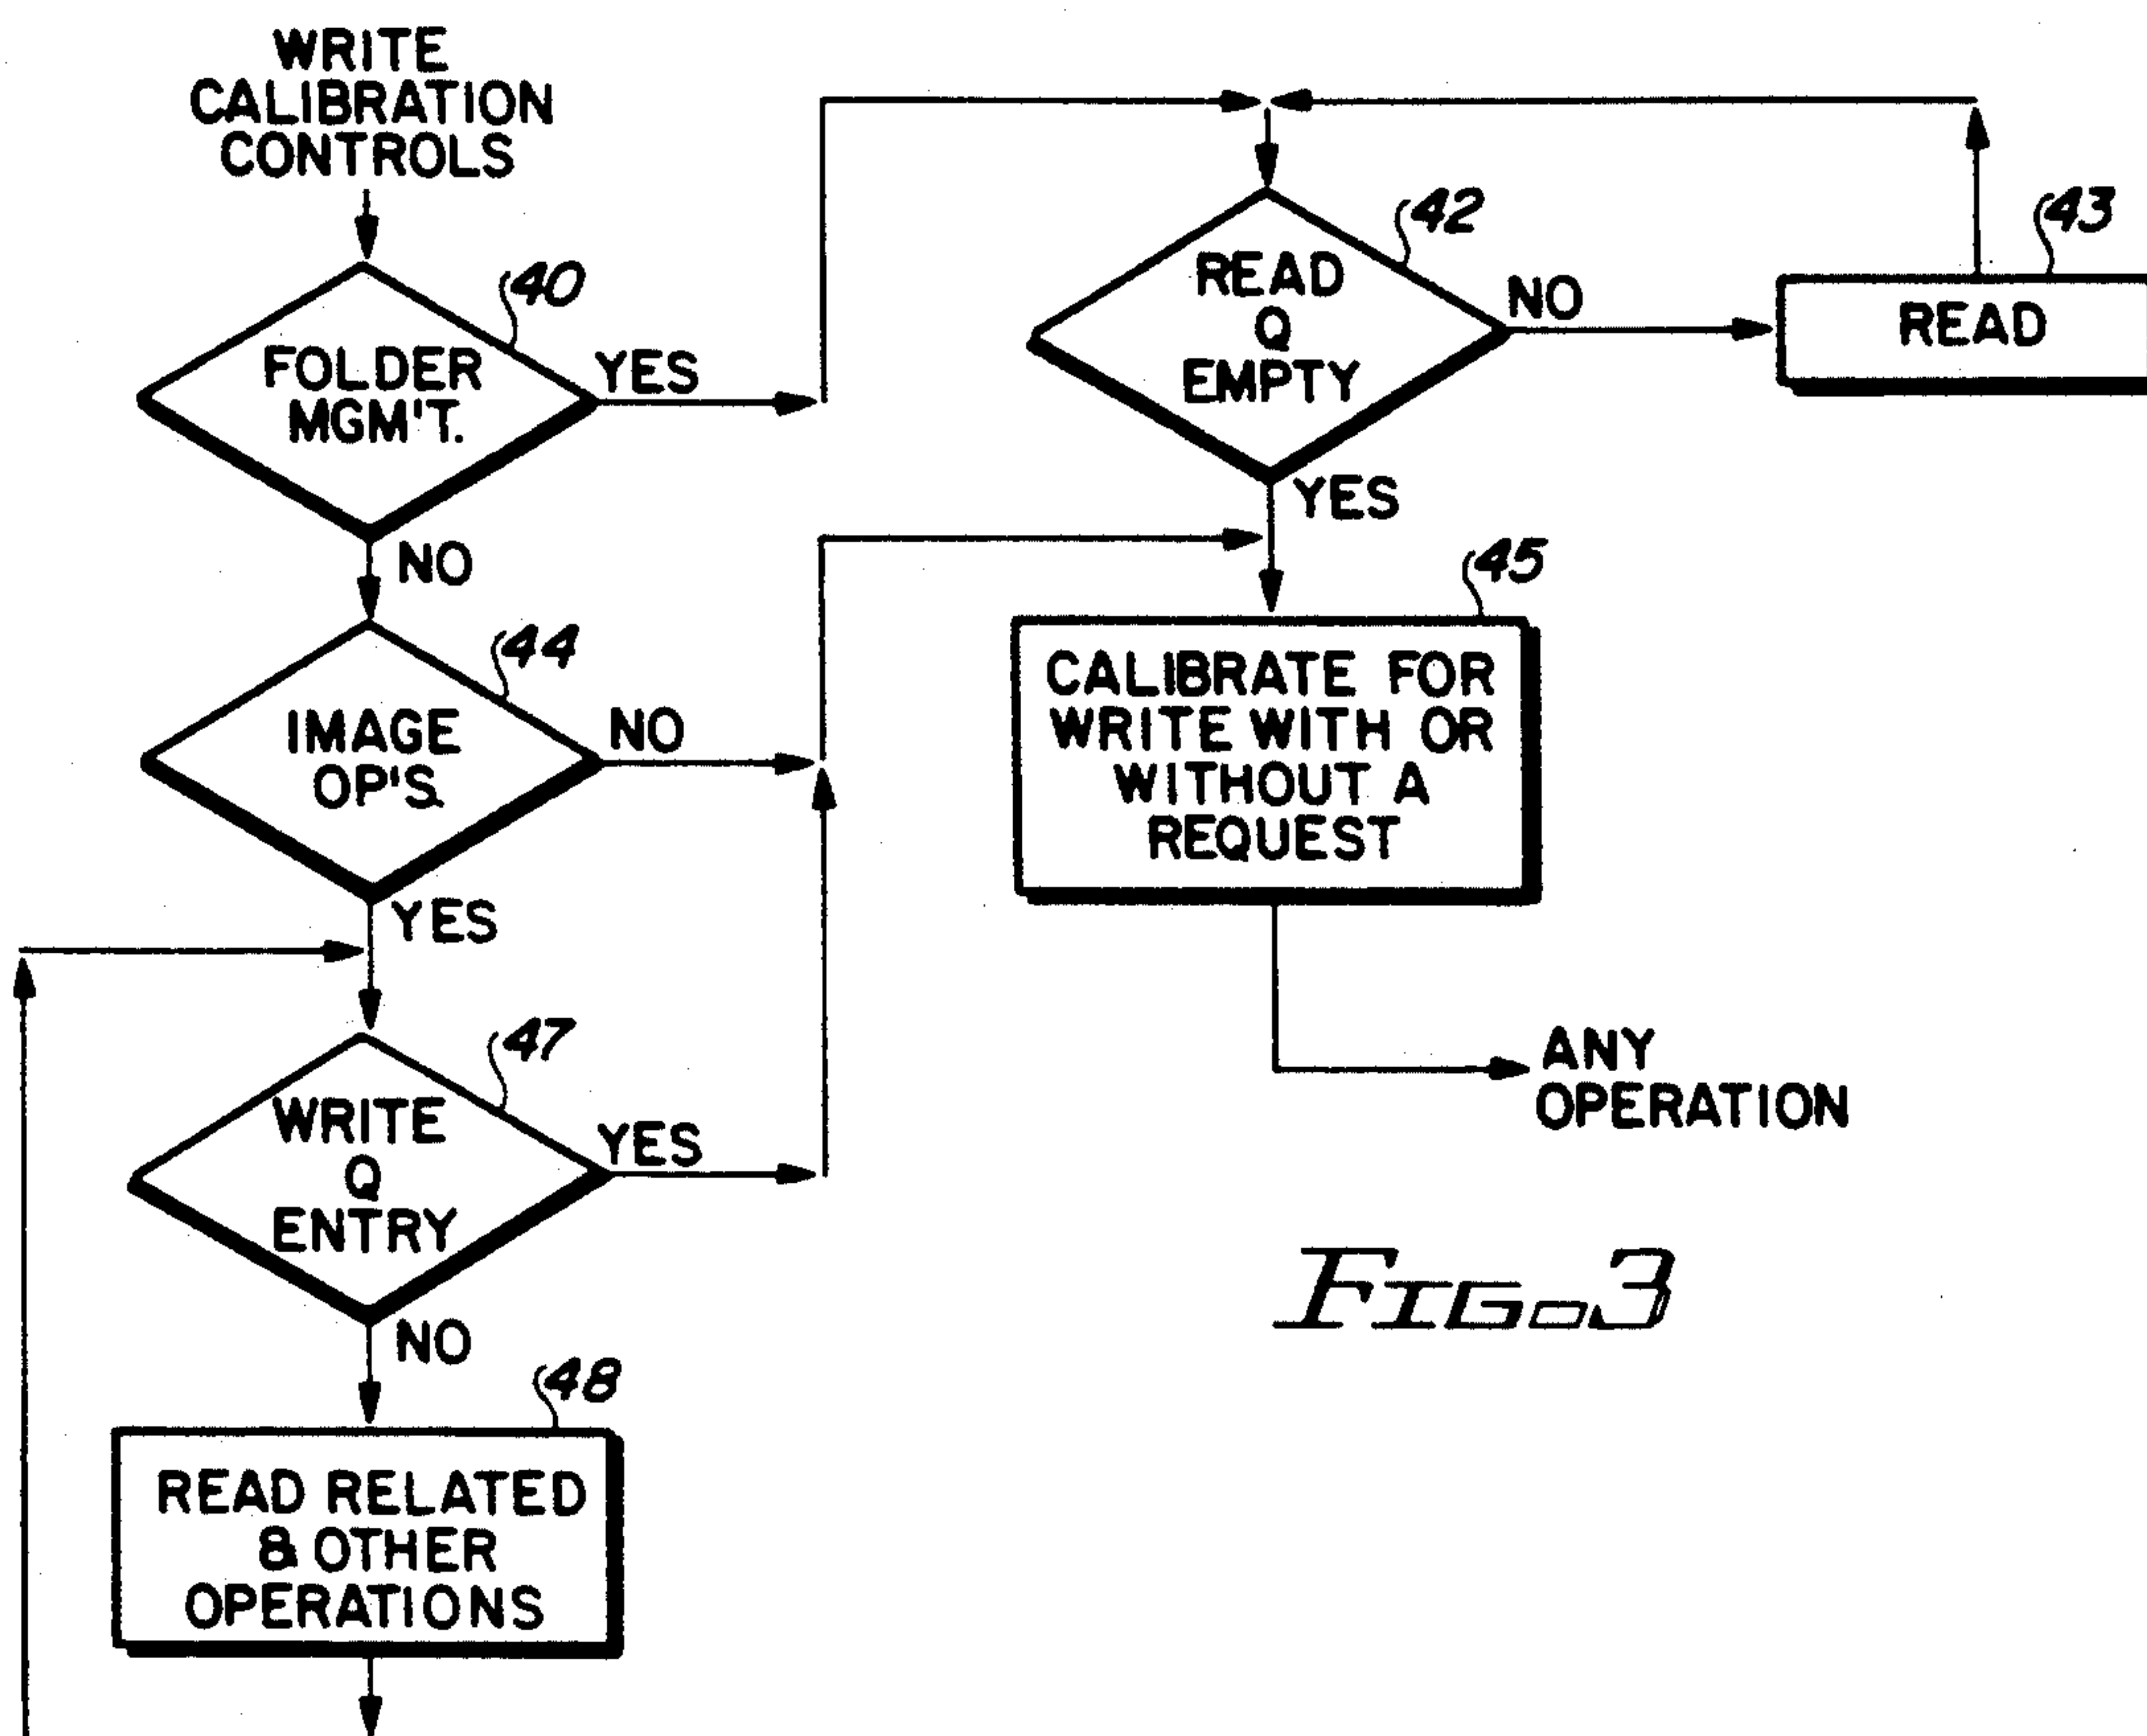 WRITE
CALIBRATION
CONTROLS
40
FOLDER
MGM'T.
YES
NO
42
READ
Q
EMPTY
NO
YES
43
READ
44
IMAGE
OP'S.
NO
YES
45
CALIBRATE FOR
WRITE WITH OR
WITHOUT A
REQUEST
ANY
OPERATION
47
WRITE
Q
ENTRY
YES
NO
48
READ RELATED
& OTHER
OPERATIONS
FIG. 3